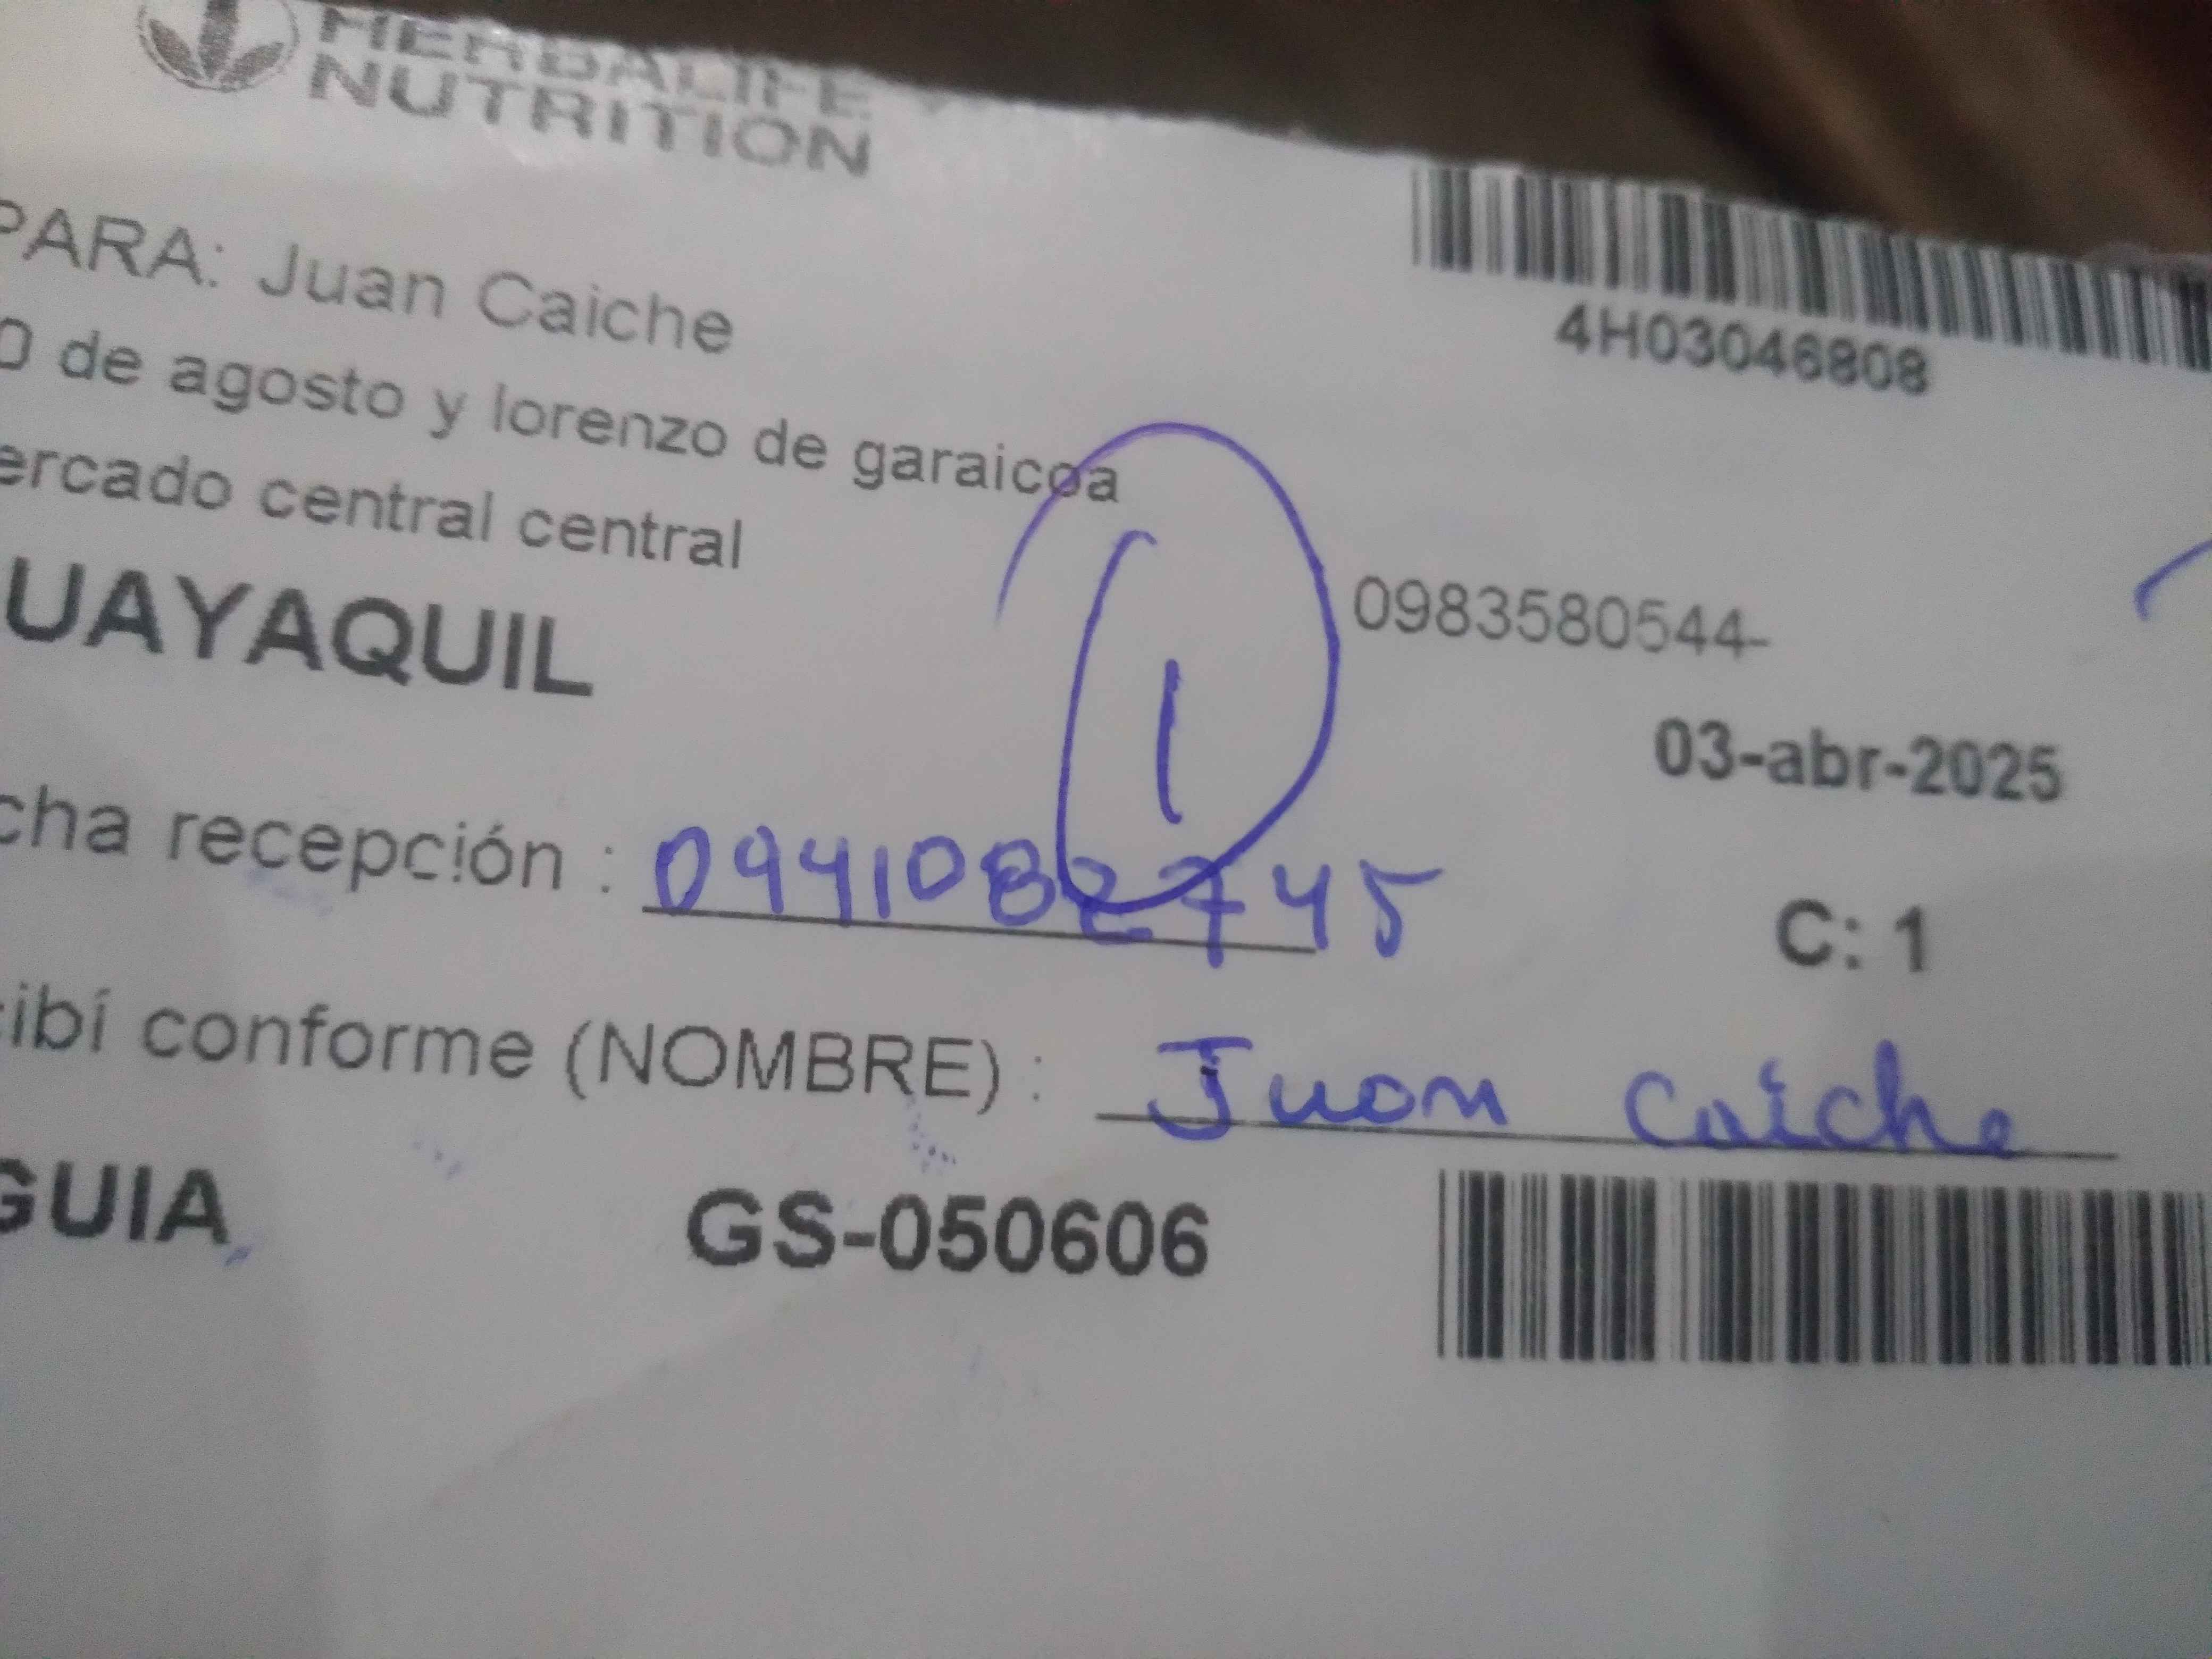 HERBALIFE
NUTRITION
PARA: Juan Caiche
4H03046808
0 de agosto y lorenzo de garaicoa
ercado central central
UAYAQUIL
1
0983580544-
03-abr-2025
cha recepción : 0941082745
C: 1
cibí conforme (NOMBRE) : Juan Caiche
GUIA
GS-050606